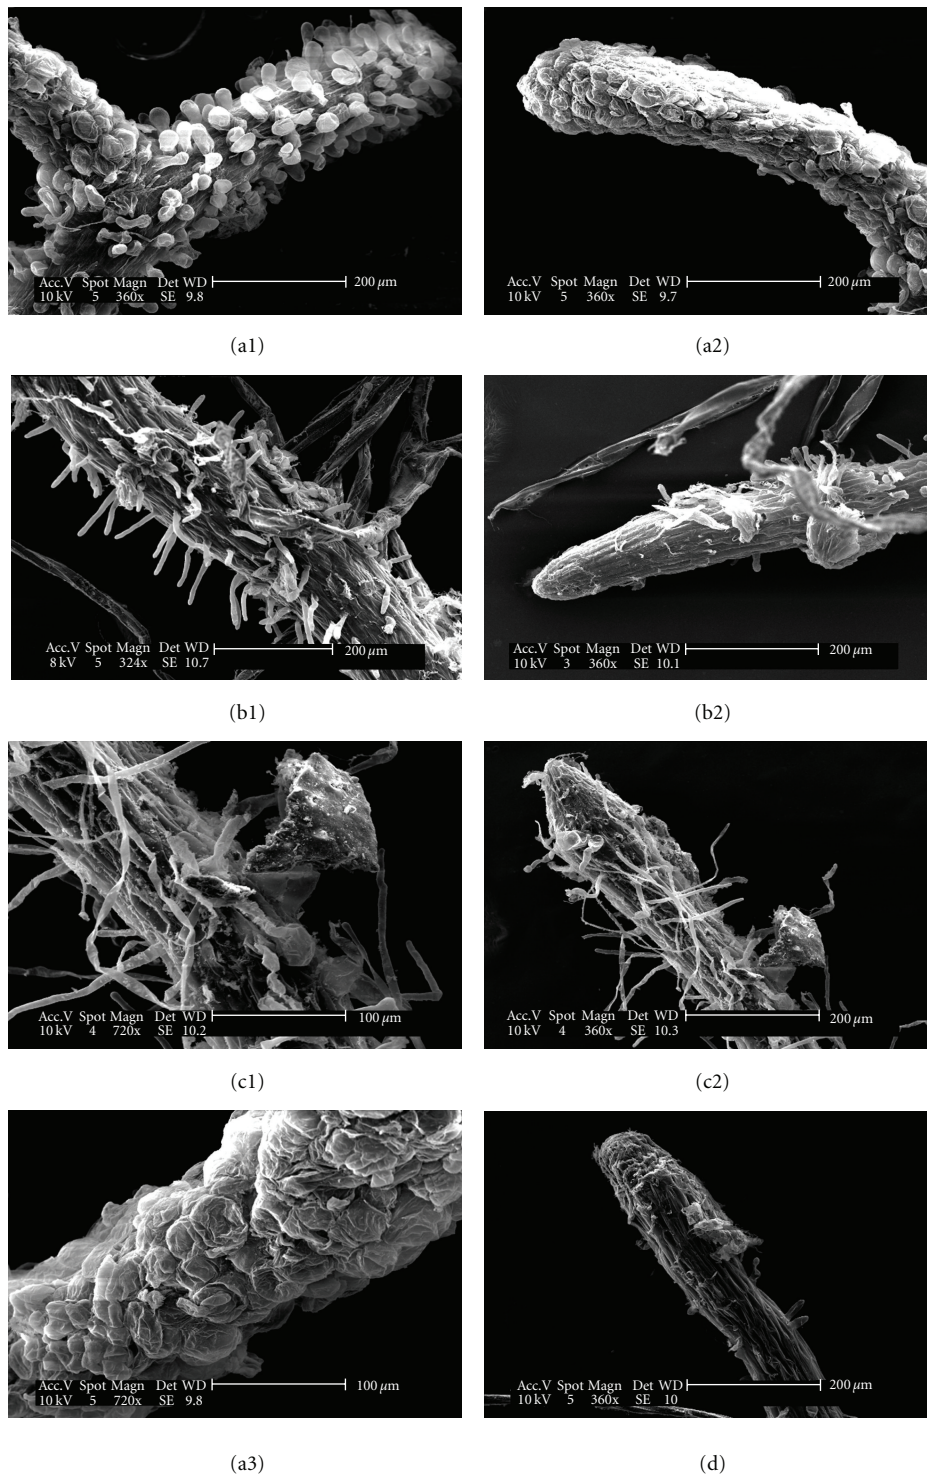 Acc.V Spot Magn Det WD 200 µm
10 kV 5 360x SE 9.8
(a1)
Acc.V Spot Magn Det WD 200 µm
10 kV 5 360x SE 9.7
(a2)
Acc.V Spot Magn Det WD 200 µm
8 kV 5 324x SE 10.7
(b1)
Acc.V Spot Magn Det WD 200 µm
10 kV 3 360x SE 10.1
(b2)
Acc.V Spot Magn Det WD 100 µm
10 kV 4 720x SE 10.2
(c1)
Acc.V Spot Magn Det WD 200 µm
10 kV 4 360x SE 10.3
(c2)
Acc.V Spot Magn Det WD 100 µm
10 kV 5 720x SE 9.8
(a3)
Acc.V Spot Magn Det WD 200 µm
10 kV 5 360x SE 10
(d)